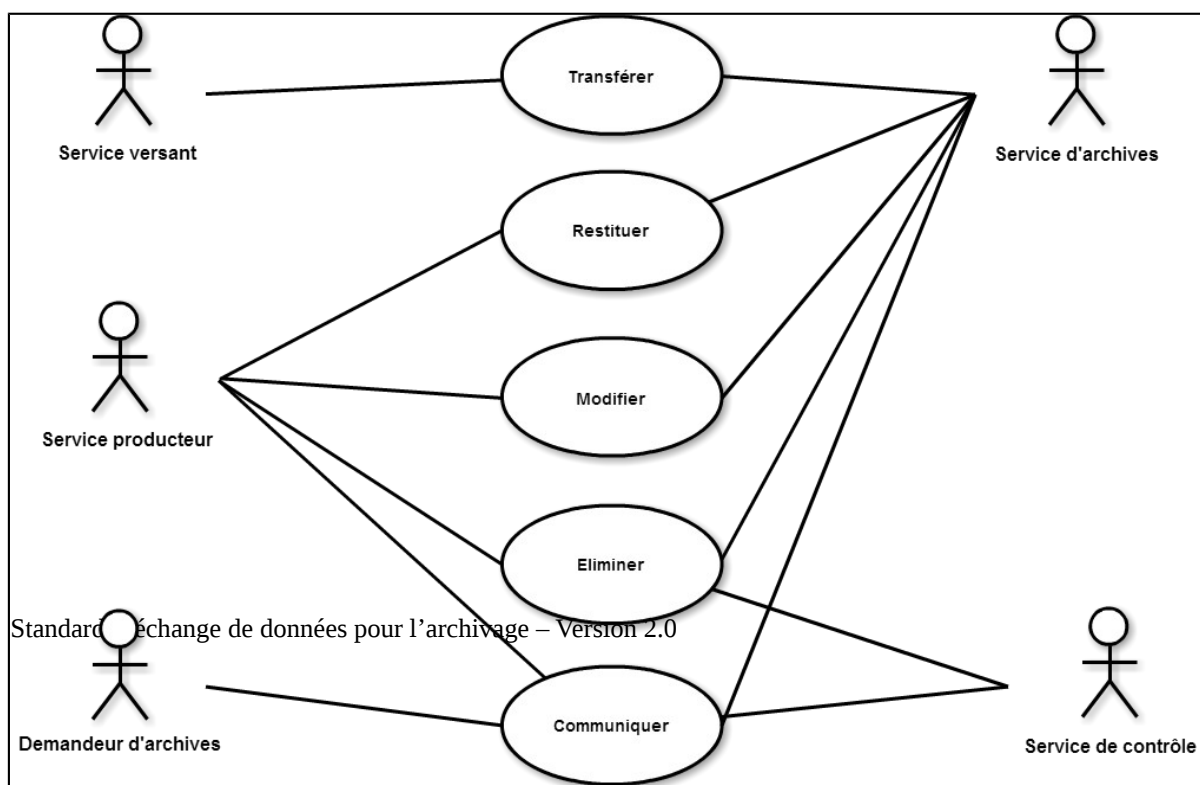 Transférer
Service versant
Service d'archives
Restituer
Modifier
Service producteur
Eliminer
Standard échange de données pour l’archivage – Version 2.0
Communiquer
Demandeur d'archives
Service de contrôle